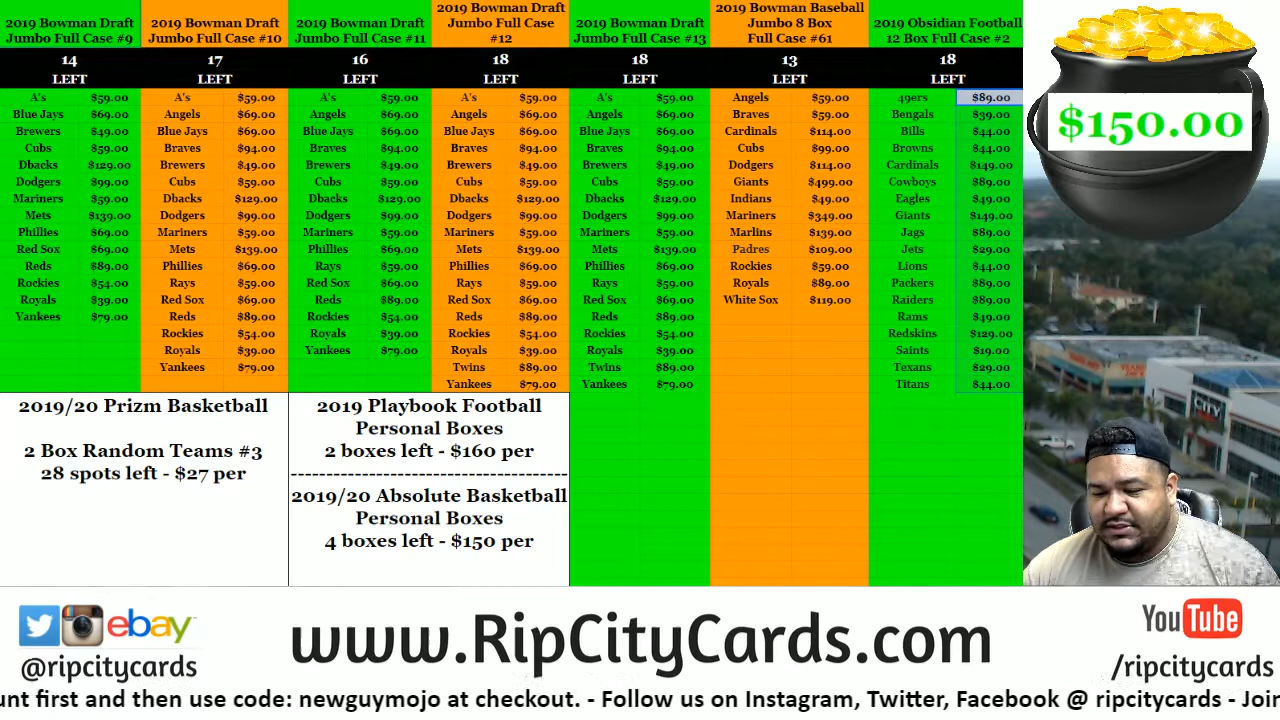 2019 Bowman Draft
Jumbo Full Case #9
14
LEFT
A's $59.00
Blue Jays $69.00
Brewers $49.00
Cubs $59.00
Dbacks $129.00
Dodgers $99.00
Mariners $59.00
Mets $139.00
Phillies $69.00
Red Sox $69.00
Reds $89.00
Rockies $54.00
Royals $39.00
Yankees $79.00
2019 Bowman Draft
Jumbo Full Case #10
17
LEFT
A's $59.00
Angels $69.00
Blue Jays $69.00
Braves $94.00
Brewers $49.00
Cubs $59.00
Dbacks $129.00
Dodgers $99.00
Mariners $59.00
Mets $139.00
Phillies $69.00
Rays $59.00
Red Sox $69.00
Reds $89.00
Rockies $54.00
Royals $39.00
Yankees $79.00
2019 Bowman Draft
Jumbo Full Case #11
16
LEFT
A's $59.00
Angels $69.00
Blue Jays $69.00
Braves $94.00
Brewers $49.00
Cubs $59.00
Dbacks $129.00
Dodgers $99.00
Mariners $59.00
Phillies $69.00
Rays $59.00
Red Sox $69.00
Reds $89.00
Rockies $54.00
Royals $39.00
Yankees $79.00
2019 Bowman Draft
Jumbo Full Case
#12
18
LEFT
A's $59.00
Angels $69.00
Blue Jays $69.00
Braves $94.00
Brewers $49.00
Cubs $59.00
Dbacks $129.00
Dodgers $99.00
Mariners $59.00
Mets $139.00
Phillies $69.00
Rays $59.00
Red Sox $69.00
Reds $89.00
Rockies $54.00
Royals $39.00
Twins $89.00
Yankees $79.00
2019 Bowman Draft
Jumbo Full Case #13
18
LEFT
A's $59.00
Angels $69.00
Blue Jays $69.00
Braves $94.00
Brewers $49.00
Cubs $59.00
Dbacks $129.00
Dodgers $99.00
Mariners $59.00
Mets $139.00
Phillies $69.00
Rays $59.00
Red Sox $69.00
Reds $89.00
Rockies $54.00
Royals $39.00
Twins $89.00
Yankees $79.00
2019 Bowman Baseball
Jumbo 8 Box
Full Case #61
13
LEFT
Angels $59.00
Braves $59.00
Cardinals $114.00
Cubs $99.00
Dodgers $114.00
Giants $499.00
Indians $49.00
Mariners $349.00
Marlins $139.00
Padres $109.00
Rockies $59.00
Royals $89.00
White Sox $119.00
2019 Obsidian Football
12 Box Full Case #2
18
LEFT
49ers $89.00
Bengals $39.00
Bills $44.00
Browns $44.00
Cardinals $149.00
Cowboys $89.00
Eagles $49.00
Giants $149.00
Jags $89.00
Jets $29.00
Lions $44.00
Packers $89.00
Raiders $89.00
Rams $49.00
Redskins $129.00
Saints $19.00
Texans $29.00
Titans $44.00
$150.00
2019/20 Prizm Basketball
2 Box Random Teams #3
28 spots left - $27 per
2019 Playbook Football
Personal Boxes
2 boxes left - $160 per
2019/20 Absolute Basketball
Personal Boxes
4 boxes left - $150 per
CITY
ebay
@ripcitycards
www.RipCityCards.com
YouTube
/ripcitycards
unt first and then use code: newguymojo at checkout. - Follow us on Instagram, Twitter, Facebook @ ripcitycards - Join